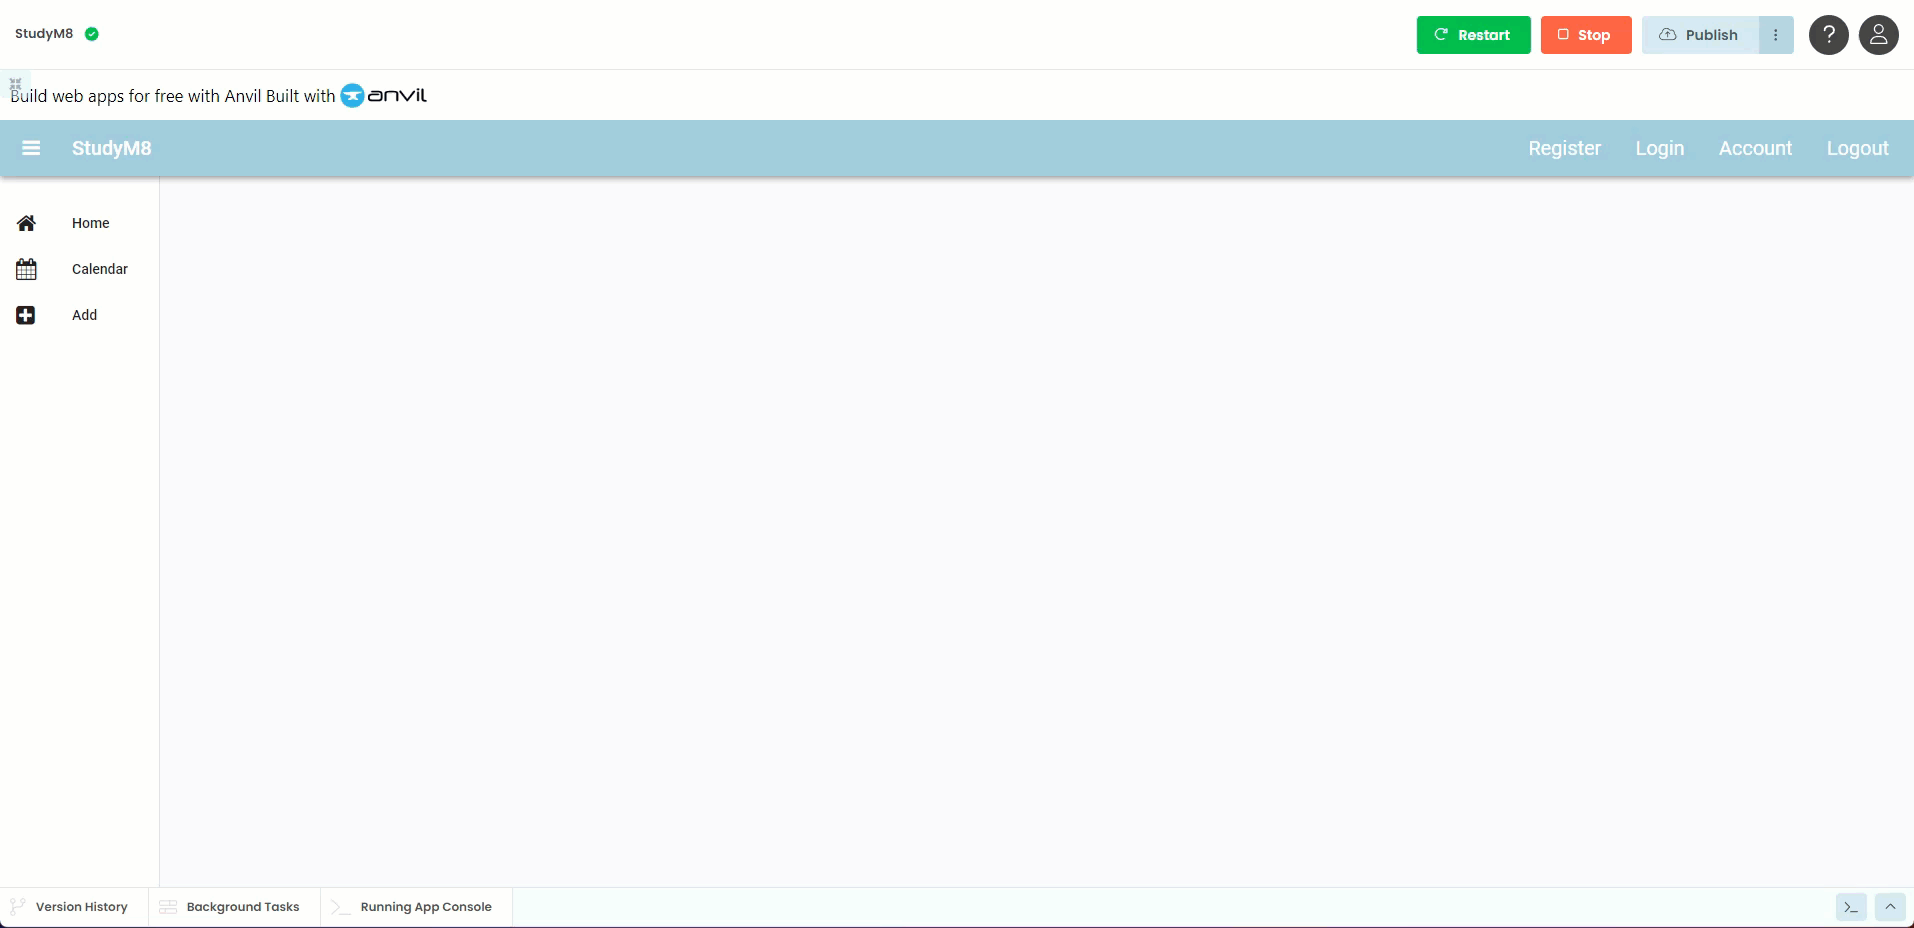 StudyM8
Restart
Stop
Publish
?
Build web apps for free with Anvil Built with anvil
StudyM8
Register
Login
Account
Logout
Home
Calendar
Add
Version History
Background Tasks
Running App Console